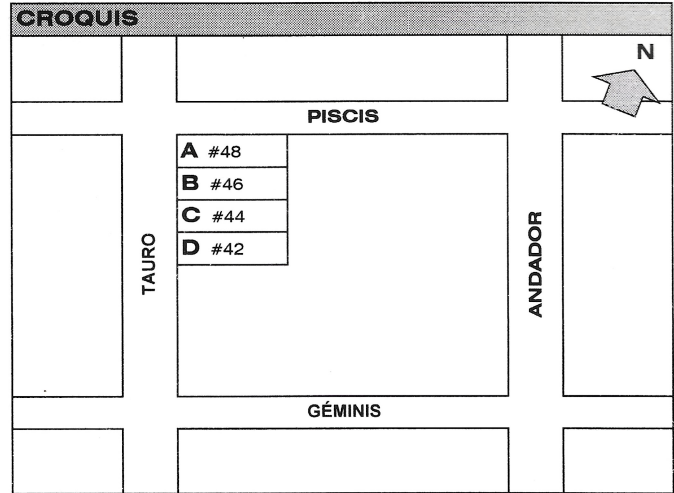 CROQUIS
N
PISCIS
A #48
B #46
C #44
D #42
TAURO
ANDADOR
GÉMINIS